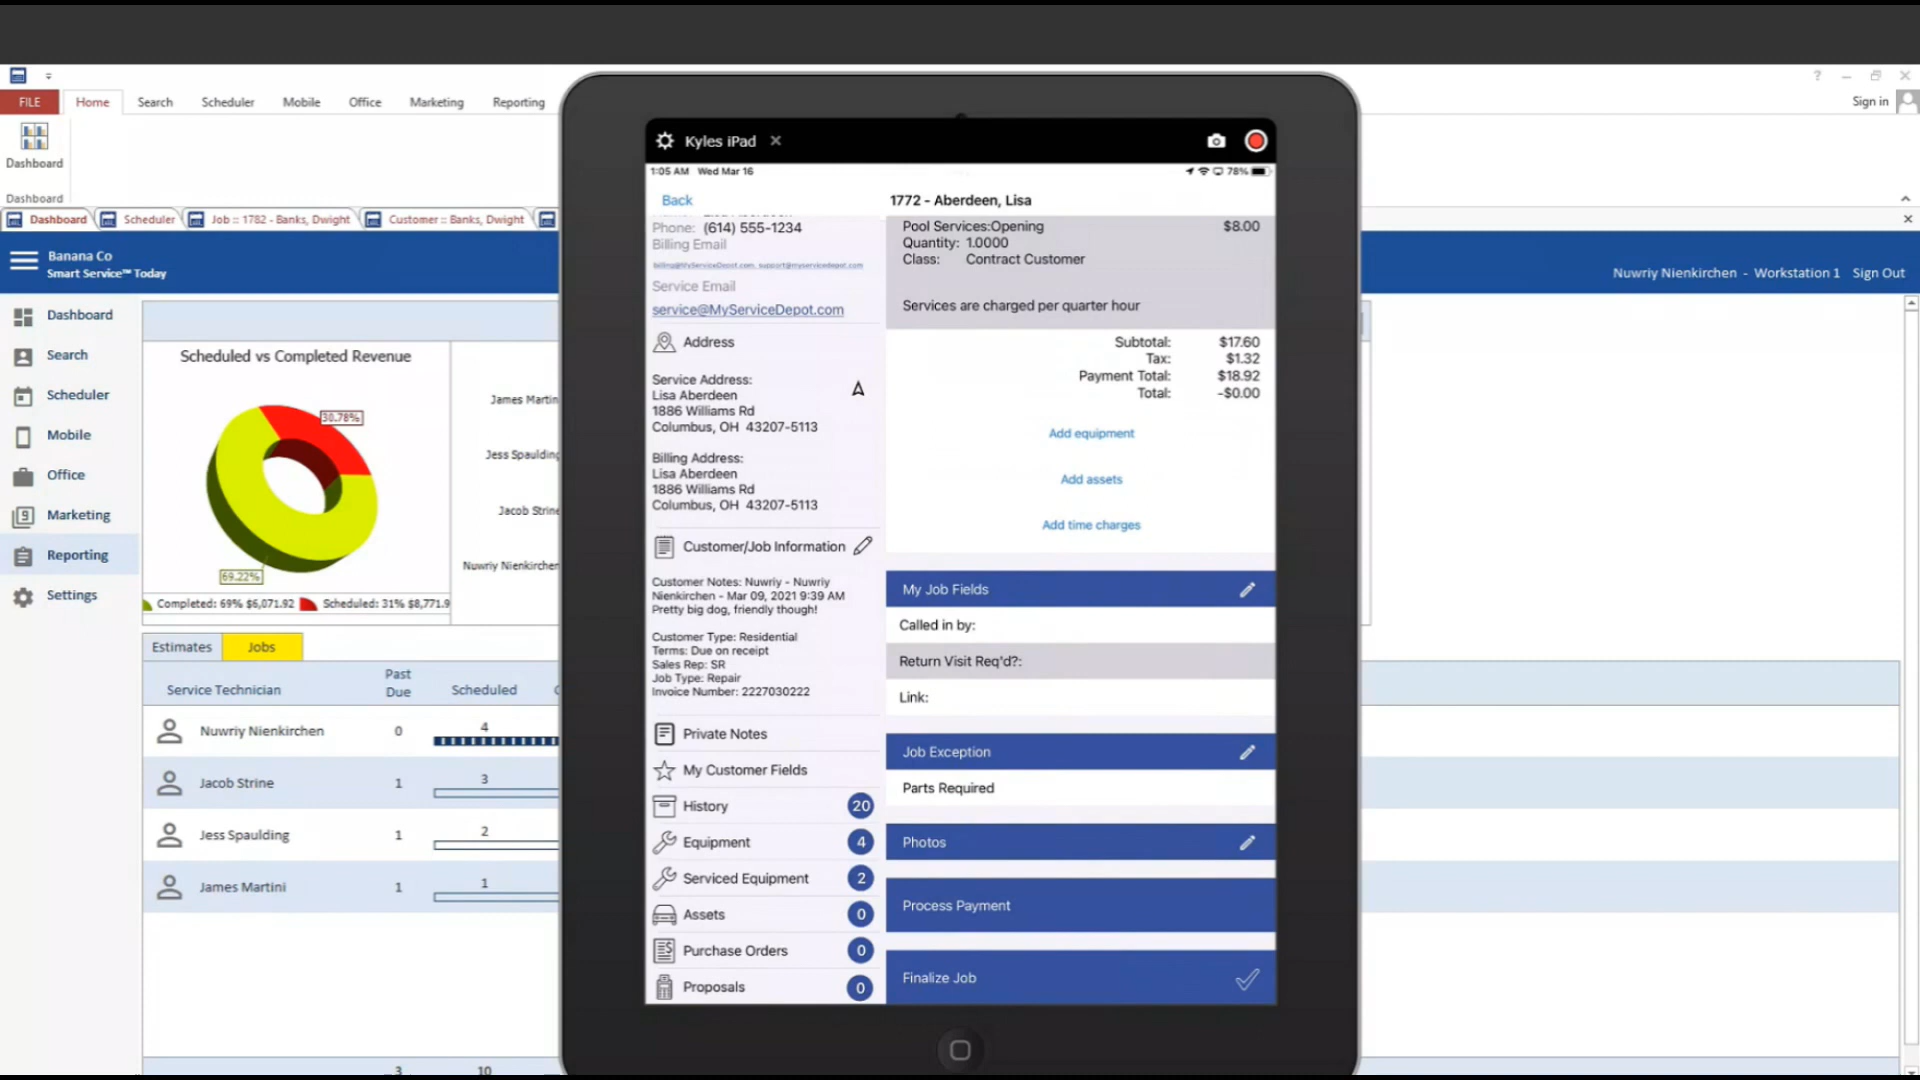 FILE
Home
Search
Scheduler
Mobile
Office
Marketing
Reporting
?
Sign in
Dashboard
Dashboard
Dashboard
Scheduler
Job :: 1782 - Banks, Dwight
Customer :: Banks, Dwight
Banana Co
Smart Service™ Today
Nuwriy Nienkirchen - Workstation 1 Sign Out
Dashboard
Search
Scheduler
Mobile
Office
Marketing
Reporting
Settings
Scheduled vs Completed Revenue
30.78%
69.22%
Completed: 69% $6,071.92
Scheduled: 31% $8,771.9
James Martin
Jess Spaulding
Jacob Strine
Nuwriy Nienkirchen
Estimates
Jobs
Service Technician
Past
Due
Scheduled
Nuwriy Nienkirchen 0 4
Jacob Strine 1 3
Jess Spaulding 1 2
James Martini 1 1
3 10
Kyles iPad
1:05 AM Wed Mar 16
78%
Back
1772 - Aberdeen, Lisa
Phone: (614) 555-1234
Billing Email
billing@MyServiceDepot.com, support@myservicedepot.com
Service Email
service@MyServiceDepot.com
Address
Service Address:
Lisa Aberdeen
1886 Williams Rd
Columbus, OH 43207-5113
Billing Address:
Lisa Aberdeen
1886 Williams Rd
Columbus, OH 43207-5113
Customer/Job Information
Customer Notes: Nuwriy - Nuwriy
Nienkirchen - Mar 09, 2021 9:39 AM
Pretty big dog, friendly though!
Customer Type: Residential
Terms: Due on receipt
Sales Rep: SR
Job Type: Repair
Invoice Number: 2227030222
Private Notes
My Customer Fields
History 20
Equipment 4
Serviced Equipment 2
Assets 0
Purchase Orders 0
Proposals 0
Pool Services:Opening $8.00
Quantity: 1.0000
Class: Contract Customer
Services are charged per quarter hour
Subtotal: $17.60
Tax: $1.32
Payment Total: $18.92
Total: -$0.00
Add equipment
Add assets
Add time charges
My Job Fields
Called in by:
Return Visit Req'd?:
Link:
Job Exception
Parts Required
Photos
Process Payment
Finalize Job